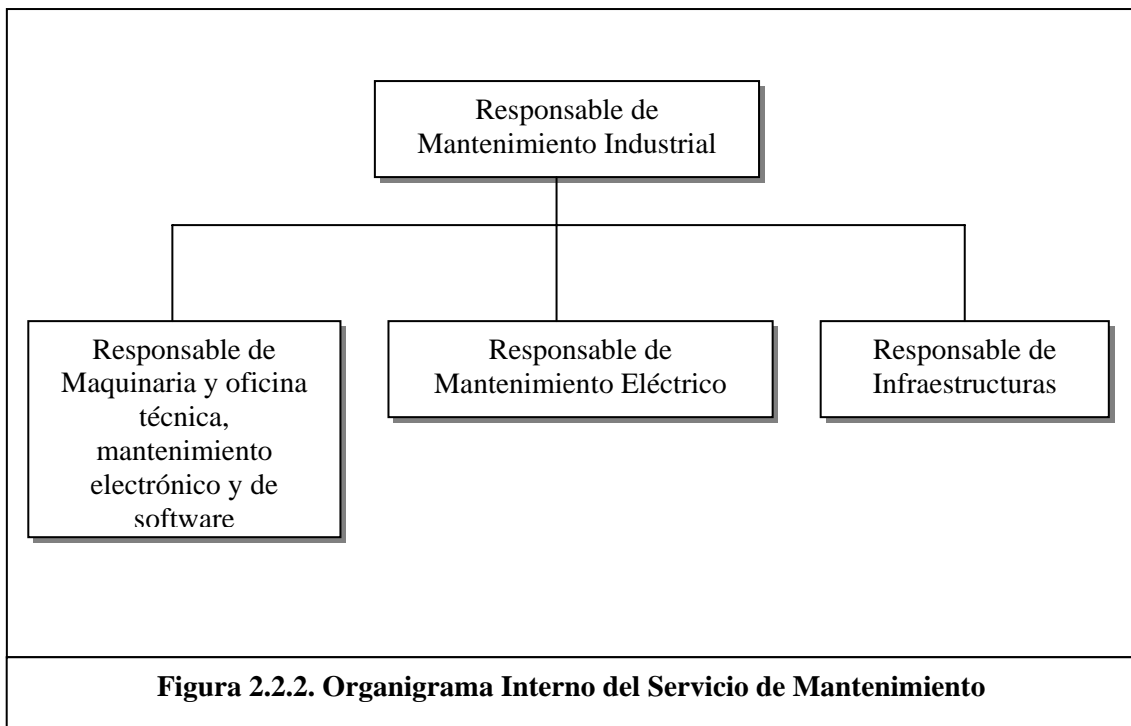 Responsable de
Mantenimiento Industrial
Responsable de
Maquinaria y oficina
técnica,
mantenimiento
electrónico y de
software
Responsable de
Mantenimiento Eléctrico
Responsable de
Infraestructuras
Figura 2.2.2. Organigrama Interno del Servicio de Mantenimiento